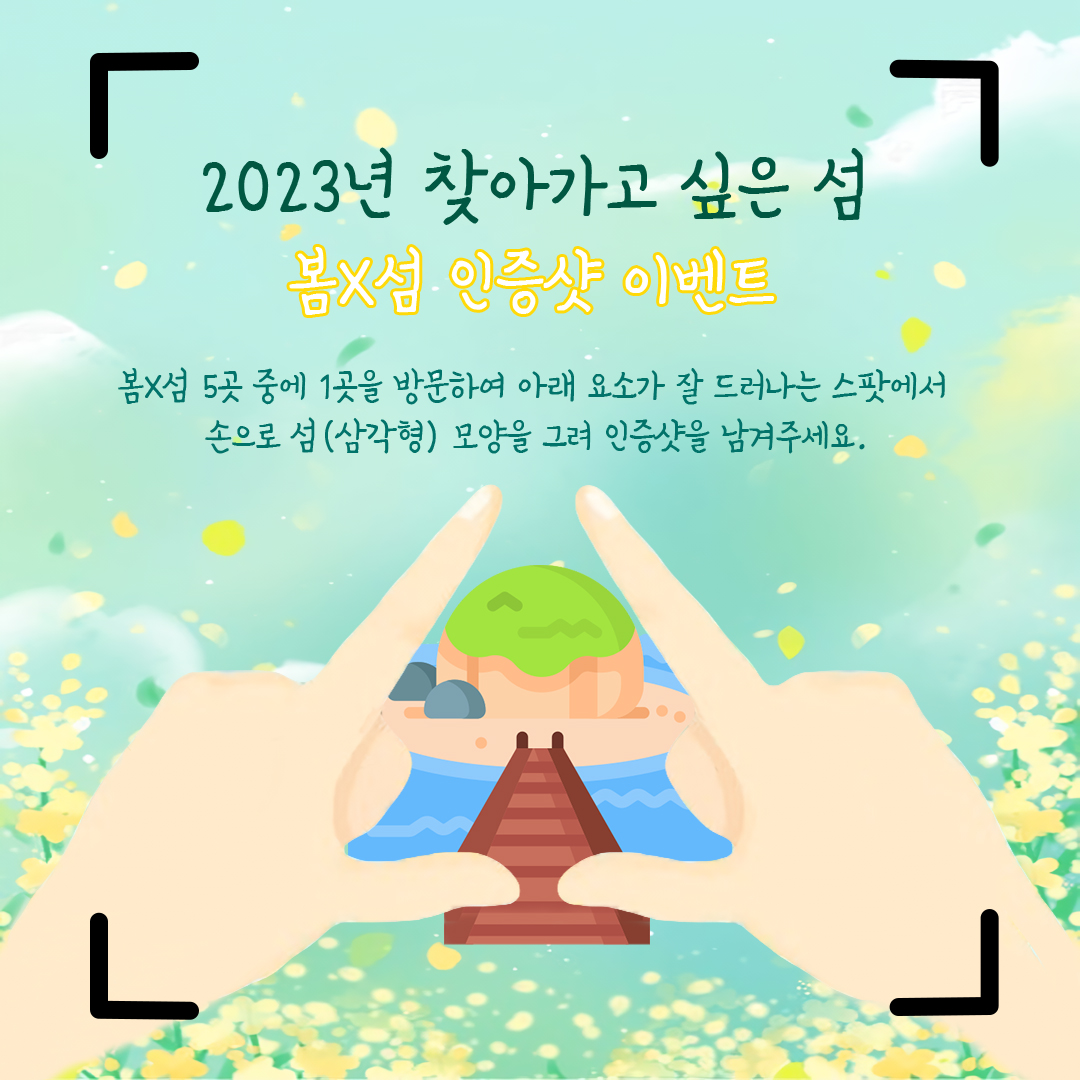 2023년 찾아가고 싶은 섬
봄X섬 인증샷 이벤트
봄X섬 5곳 중에 1곳을 방문하여 아래 요소가 잘 드러나는 스팟에서
손으로 섬(삼각형) 모양을 그려 인증샷을 남겨주세요.